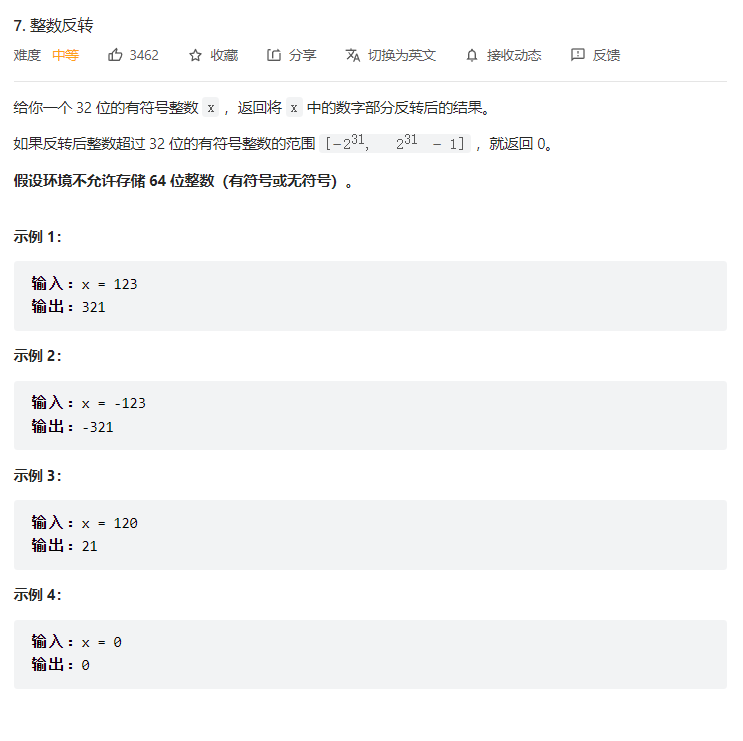 7. 整数反转
难度 中等 3462 收藏 分享 切换为英文 接收动态 反馈
给你一个 32 位的有符号整数 x ，返回将 x 中的数字部分反转后的结果。
如果反转后整数超过 32 位的有符号整数的范围 [−2³¹, 2³¹ − 1] ，就返回 0。
假设环境不允许存储 64 位整数（有符号或无符号）。
示例 1：
输入：x = 123
输出：321
示例 2：
输入：x = -123
输出：-321
示例 3：
输入：x = 120
输出：21
示例 4：
输入：x = 0
输出：0